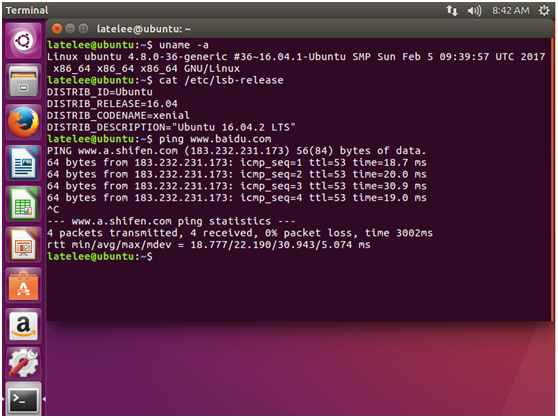 Terminal
8:42 AM
latelee@ubuntu: ~
latelee@ubuntu:~$ uname -a
Linux ubuntu 4.8.0-36-generic #36~16.04.1-Ubuntu SMP Sun Feb 5 09:39:57 UTC 2017
 x86_64 x86_64 x86_64 GNU/Linux
latelee@ubuntu:~$ cat /etc/lsb-release
DISTRIB_ID=Ubuntu
DISTRIB_RELEASE=16.04
DISTRIB_CODENAME=xenial
DISTRIB_DESCRIPTION="Ubuntu 16.04.2 LTS"
latelee@ubuntu:~$ ping www.baidu.com
PING www.a.shifen.com (183.232.231.173) 56(84) bytes of data.
64 bytes from 183.232.231.173: icmp_seq=1 ttl=53 time=18.7 ms
64 bytes from 183.232.231.173: icmp_seq=2 ttl=53 time=20.0 ms
64 bytes from 183.232.231.173: icmp_seq=3 ttl=53 time=30.9 ms
64 bytes from 183.232.231.173: icmp_seq=4 ttl=53 time=19.0 ms
^C
--- www.a.shifen.com ping statistics ---
4 packets transmitted, 4 received, 0% packet loss, time 3002ms
rtt min/avg/max/mdev = 18.777/22.190/30.943/5.074 ms
latelee@ubuntu:~$